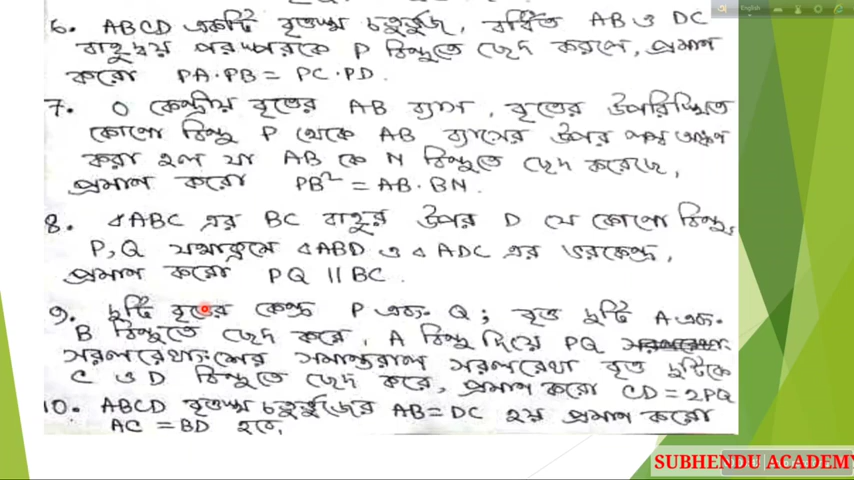 English
6. ABCD একটি বৃত্তস্থ চতুর্ভুজ, বর্ধিত AB ও DC
বাহুদ্বয় পরস্পরকে P বিন্দুতে ছেদ করলে, প্রমাণ
করো PA·PB = PC·PD.
7. O কেন্দ্রীয় বৃত্তের AB ব্যাস, বৃত্তের উপরিস্থিত
কোনো বিন্দু P থেকে AB ব্যাসের উপর লম্ব অঙ্কন
করা হল যা AB কে N বিন্দুতে ছেদ করেছে,
প্রমাণ করো PB² = AB·BN.
8. ∆ABC এর BC বাহুর উপর D যে কোনো বিন্দু,
P,Q যথাক্রমে ∆ABD ও ∆ADC এর ভরকেন্দ্র,
প্রমাণ করো PQ || BC.
9. দুটি বৃত্তের কেন্দ্র P এবং Q; বৃত্ত দুটি A এবং
B বিন্দুতে ছেদ করে, A বিন্দু দিয়ে PQ
সরলরেখাংশের সমান্তরাল সরলরেখা বৃত্ত দুটিকে
C ও D বিন্দুতে ছেদ করে, প্রমাণ করো CD = 2PQ
10. ABCD বৃত্তস্থ চতুর্ভুজের AB = DC হয় প্রমাণ করো
AC = BD হবে,
SUBHENDU ACADEMY